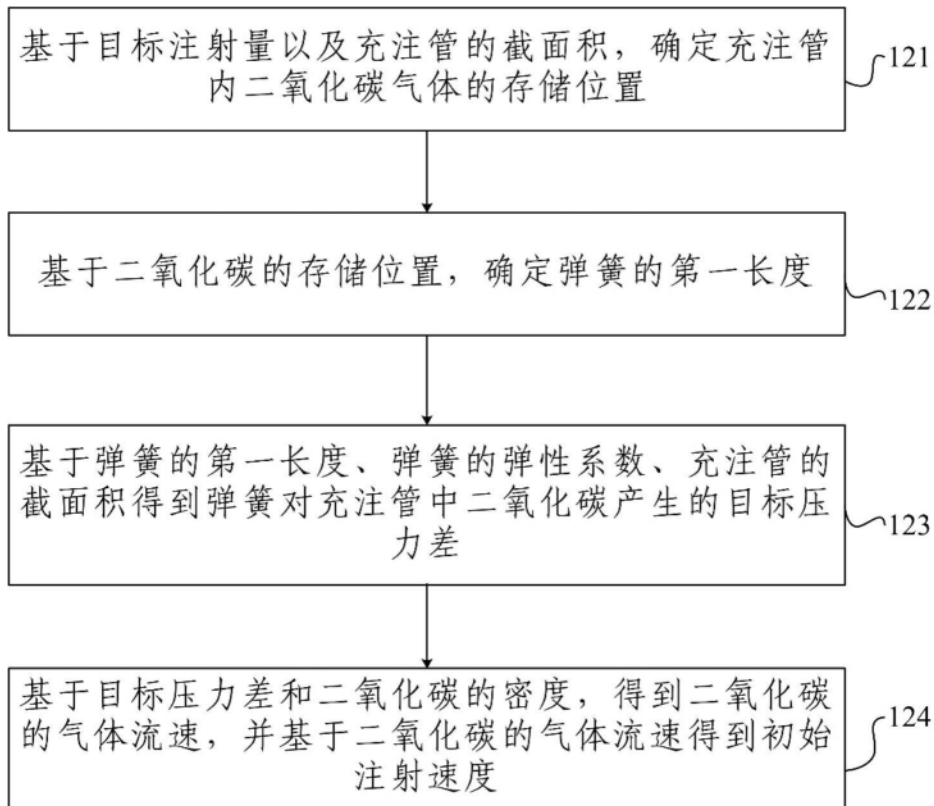 基于目标注射量以及充注管的截面积，确定充注管
内二氧化碳气体的存储位置
121
基于二氧化碳的存储位置，确定弹簧的第一长度
122
基于弹簧的第一长度、弹簧的弹性系数、充注管的
截面积得到弹簧对充注管中二氧化碳产生的目标压
力差
123
基于目标压力差和二氧化碳的密度，得到二氧化碳
的气体流速，并基于二氧化碳的气体流速得到初始
注射速度
124